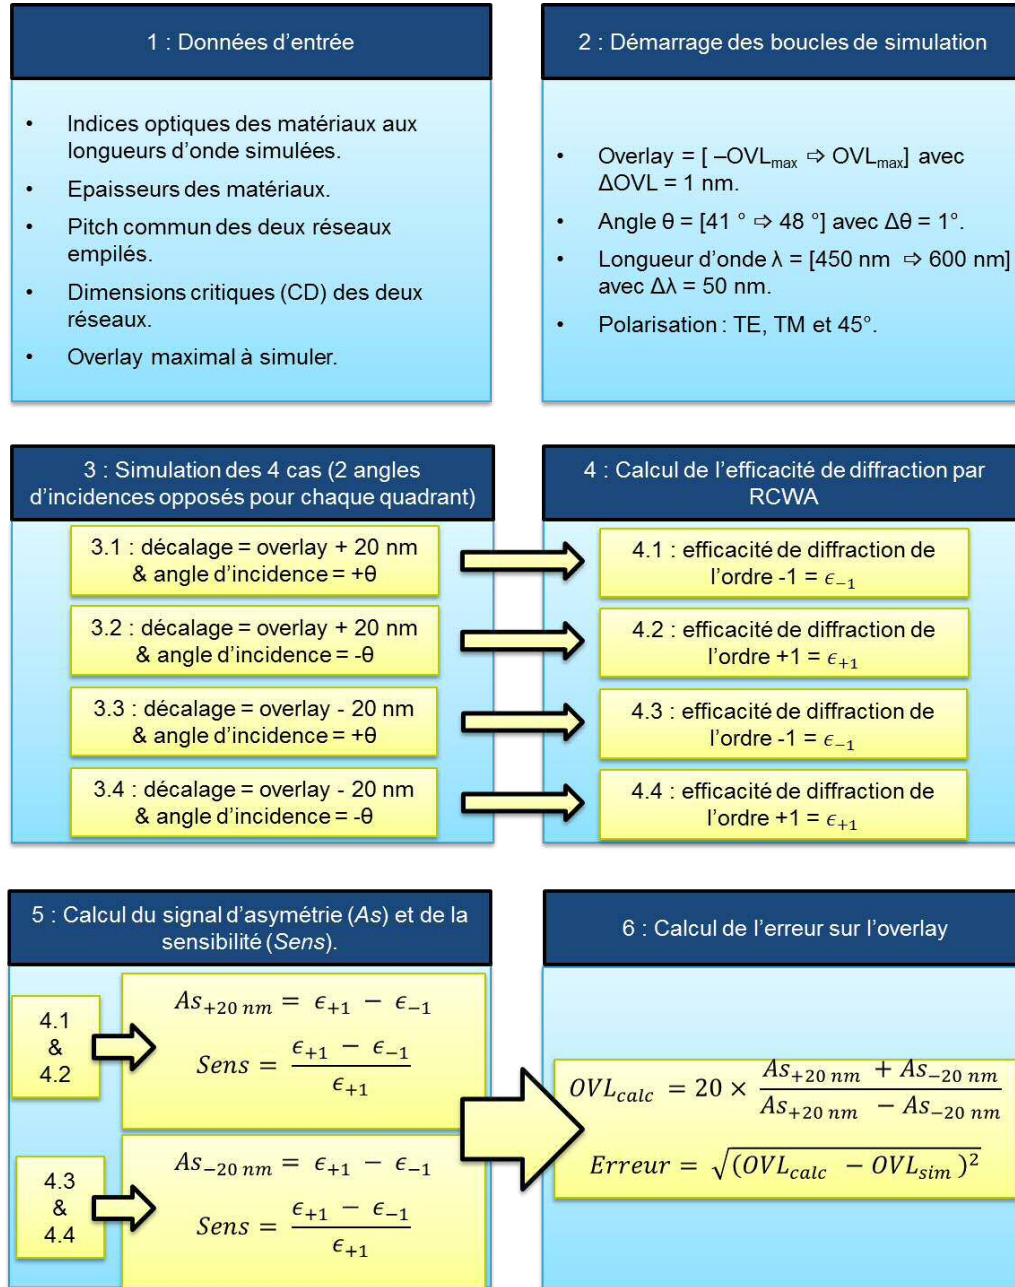 1 : Données d'entrée
• Indices optiques des matériaux aux
longueurs d'onde simulées.
• Epaisseurs des matériaux.
• Pitch commun des deux réseaux
empilés.
• Dimensions critiques (CD) des deux
réseaux.
• Overlay maximal à simuler.
2 : Démarrage des boucles de simulation
• Overlay = [ –OVLmax ⇨ OVLmax] avec
ΔOVL = 1 nm.
• Angle θ = [41 ° ⇨ 48 °] avec Δθ = 1°.
• Longueur d'onde λ = [450 nm ⇨ 600 nm]
avec Δλ = 50 nm.
• Polarisation : TE, TM et 45°.
3 : Simulation des 4 cas (2 angles
d'incidences opposés pour chaque quadrant)
3.1 : décalage = overlay + 20 nm
& angle d'incidence = +θ
3.2 : décalage = overlay + 20 nm
& angle d'incidence = -θ
3.3 : décalage = overlay - 20 nm
& angle d'incidence = +θ
3.4 : décalage = overlay - 20 nm
& angle d'incidence = -θ
4 : Calcul de l'efficacité de diffraction par
RCWA
4.1 : efficacité de diffraction de
l'ordre -1 = ϵ₋₁
4.2 : efficacité de diffraction de
l'ordre +1 = ϵ₊₁
4.3 : efficacité de diffraction de
l'ordre -1 = ϵ₋₁
4.4 : efficacité de diffraction de
l'ordre +1 = ϵ₊₁
5 : Calcul du signal d'asymétrie (As) et de la
sensibilité (Sens).
4.1
&
4.2
As+20 nm = ϵ₊₁ − ϵ₋₁
Sens = (ϵ₊₁ − ϵ₋₁) / ϵ₊₁
4.3
&
4.4
As−20 nm = ϵ₊₁ − ϵ₋₁
Sens = (ϵ₊₁ − ϵ₋₁) / ϵ₊₁
6 : Calcul de l'erreur sur l'overlay
OVLcalc = 20 × (As+20 nm + As−20 nm) / (As+20 nm − As−20 nm)
Erreur = √(OVLcalc − OVLsim )²